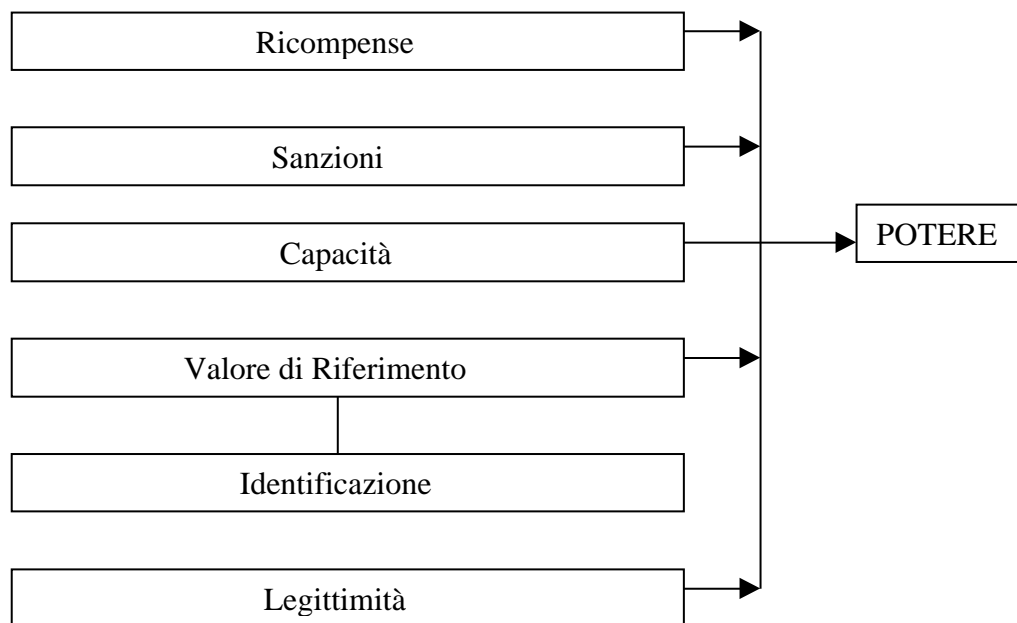 Ricompense
Sanzioni
Capacità
POTERE
Valore di Riferimento
Identificazione
Legittimità